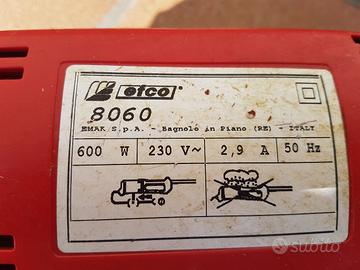 efco
8060
EMAK S.p.A. - Bagnolo in Piano (RE) - ITALY
600 W 230 V~ 2,9 A 50 Hz
subito